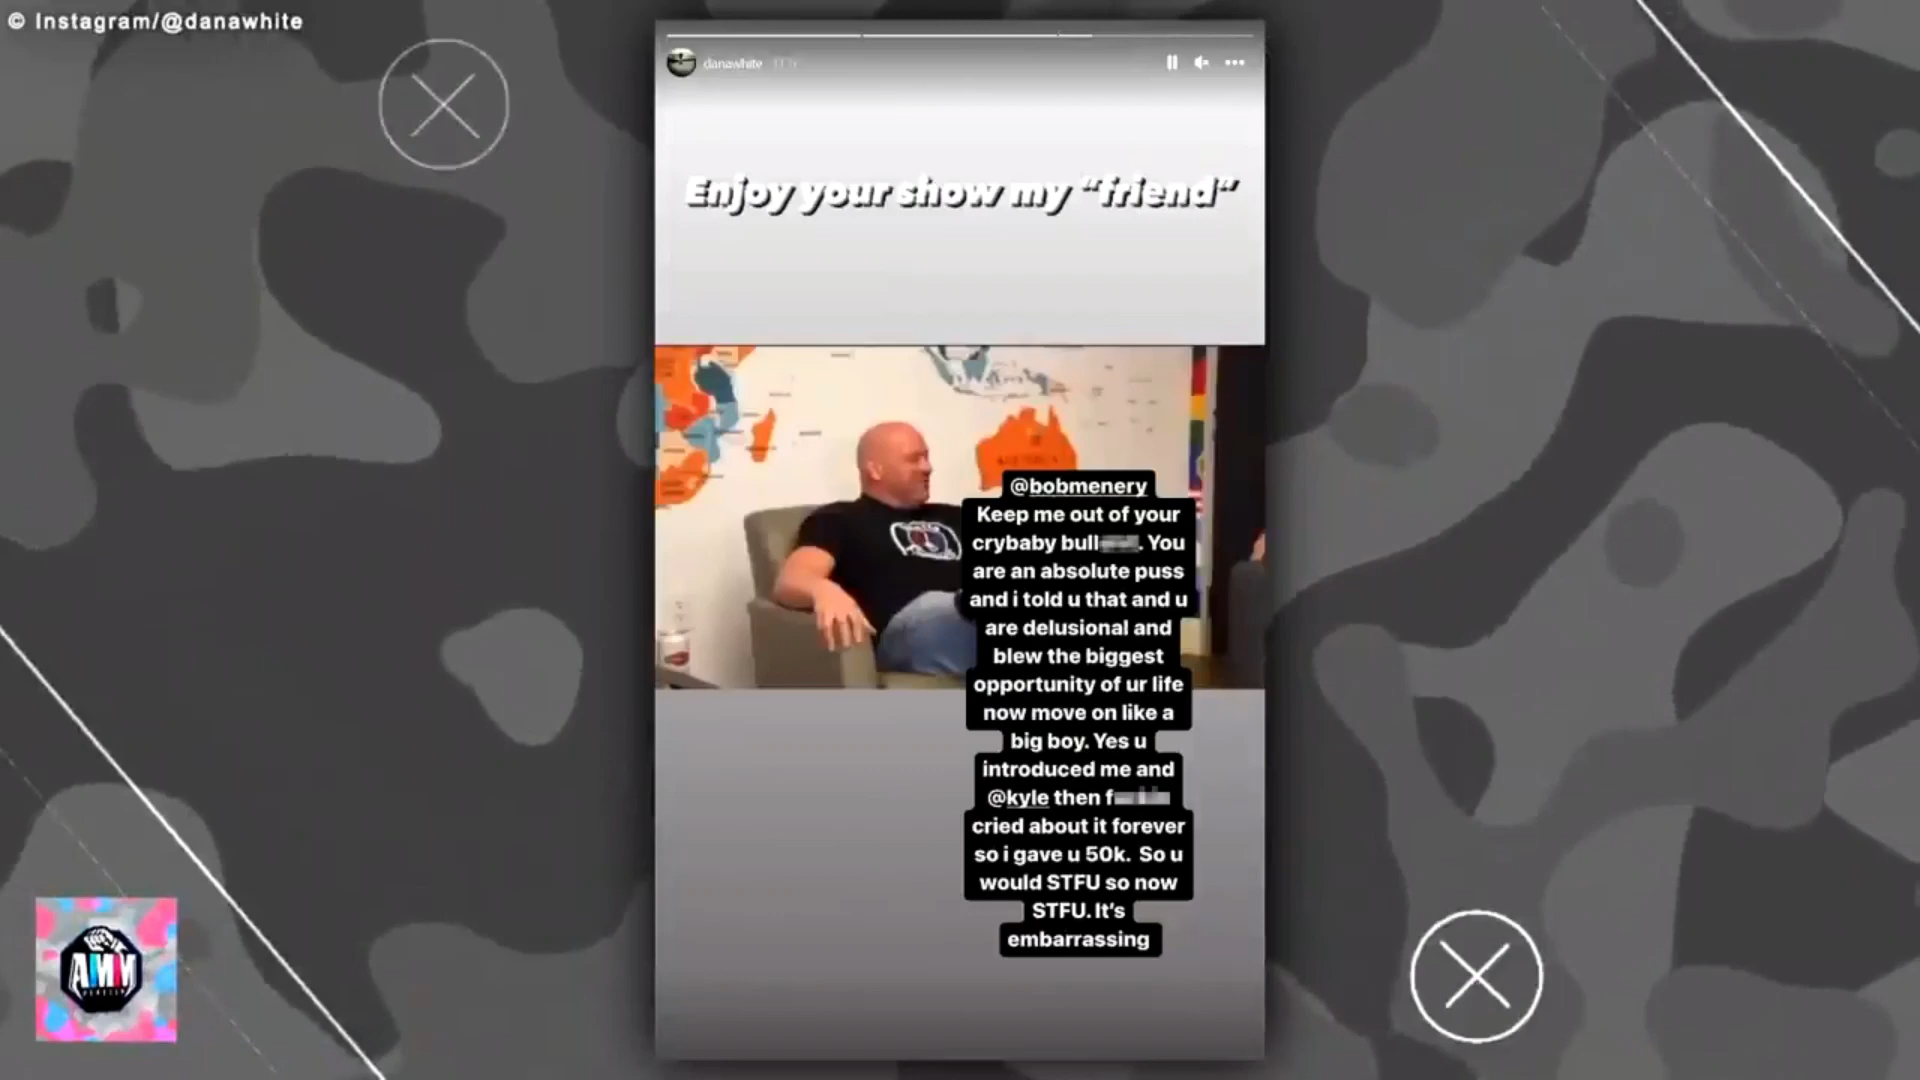 © Instagram/@danawhite
danawhite
Enjoy your show my “friend”
@bobmenery
Keep me out of your
crybaby bull . You
are an absolute puss
and i told u that and u
are delusional and
blew the biggest
opportunity of ur life
now move on like a
big boy. Yes u
introduced me and
@kyle then f
cried about it forever
so i gave u 50k. So u
would STFU so now
STFU. It's
embarrassing
AMM